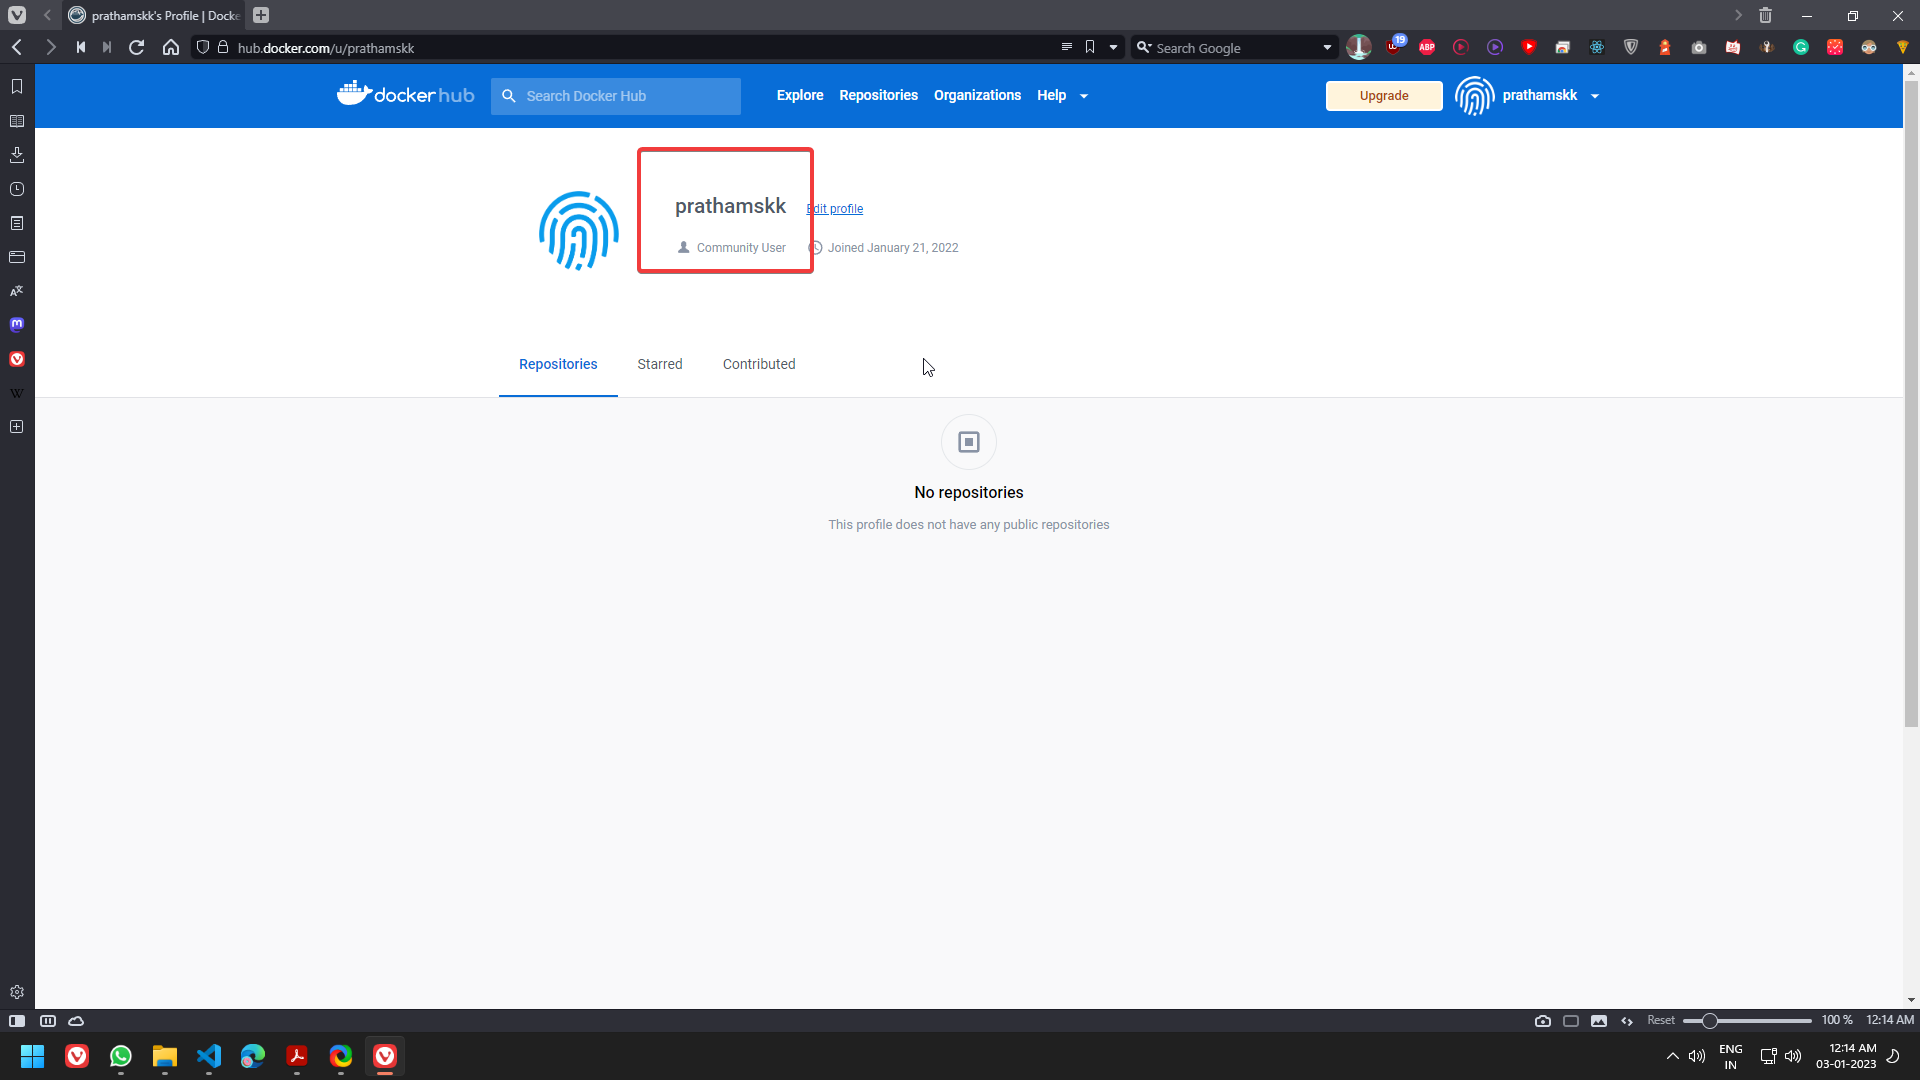 prathamskk's Profile | Docke
hub.docker.com/u/prathamskk
Search Google
19
ABP
docker hub
Search Docker Hub
Explore
Repositories
Organizations
Help
Upgrade
prathamskk
prathamskk
Edit profile
Community User
Joined January 21, 2022
Repositories
Starred
Contributed
No repositories
This profile does not have any public repositories
Reset
100 %
12:14 AM
ENG
IN
12:14 AM
03-01-2023